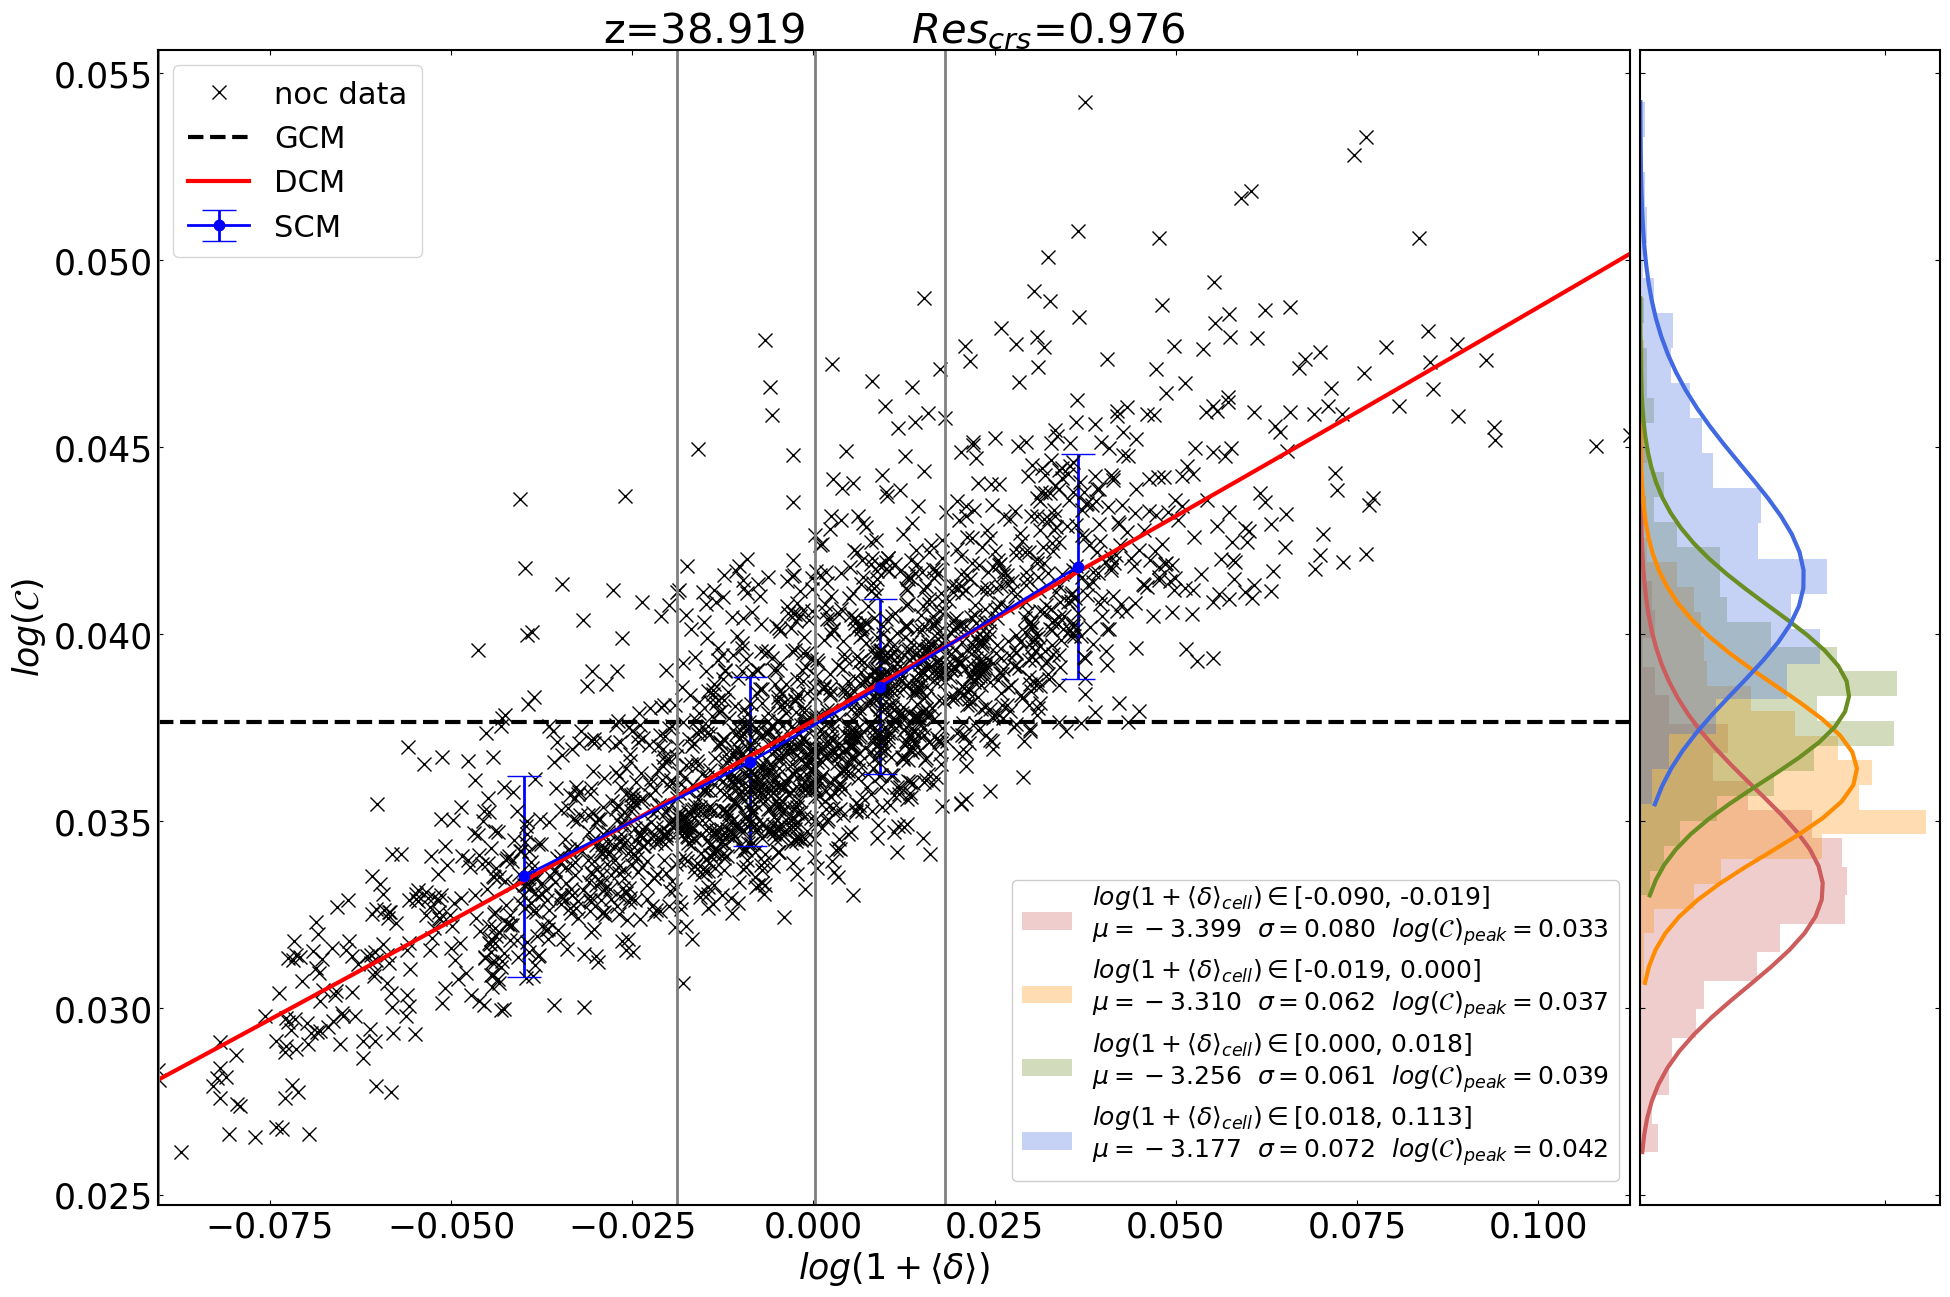 z=38.919 Res_crs=0.976
0.055
0.050
0.045
0.040
0.035
0.030
0.025
log(𝒞)
noc data
GCM
DCM
SCM
log(1 + ⟨δ⟩_cell) ∈ [-0.090, -0.019]
μ = −3.399 σ = 0.080 log(𝒞)_peak = 0.033
log(1 + ⟨δ⟩_cell) ∈ [-0.019, 0.000]
μ = −3.310 σ = 0.062 log(𝒞)_peak = 0.037
log(1 + ⟨δ⟩_cell) ∈ [0.000, 0.018]
μ = −3.256 σ = 0.061 log(𝒞)_peak = 0.039
log(1 + ⟨δ⟩_cell) ∈ [0.018, 0.113]
μ = −3.177 σ = 0.072 log(𝒞)_peak = 0.042
−0.075 −0.050 −0.025 0.000 0.025 0.050 0.075 0.100
log(1 + ⟨δ⟩)